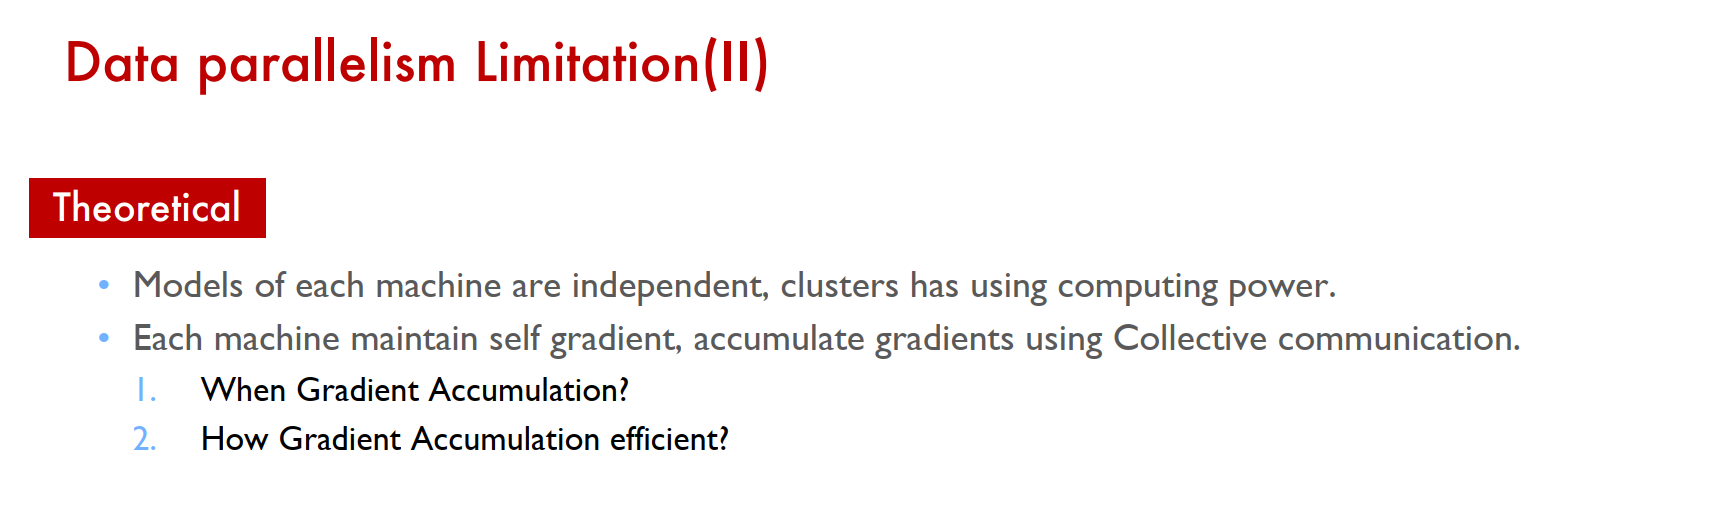 Data parallelism Limitation(II)
Theoretical
• Models of each machine are independent, clusters has using computing power.
• Each machine maintain self gradient, accumulate gradients using Collective communication.
1. When Gradient Accumulation?
2. How Gradient Accumulation efficient?